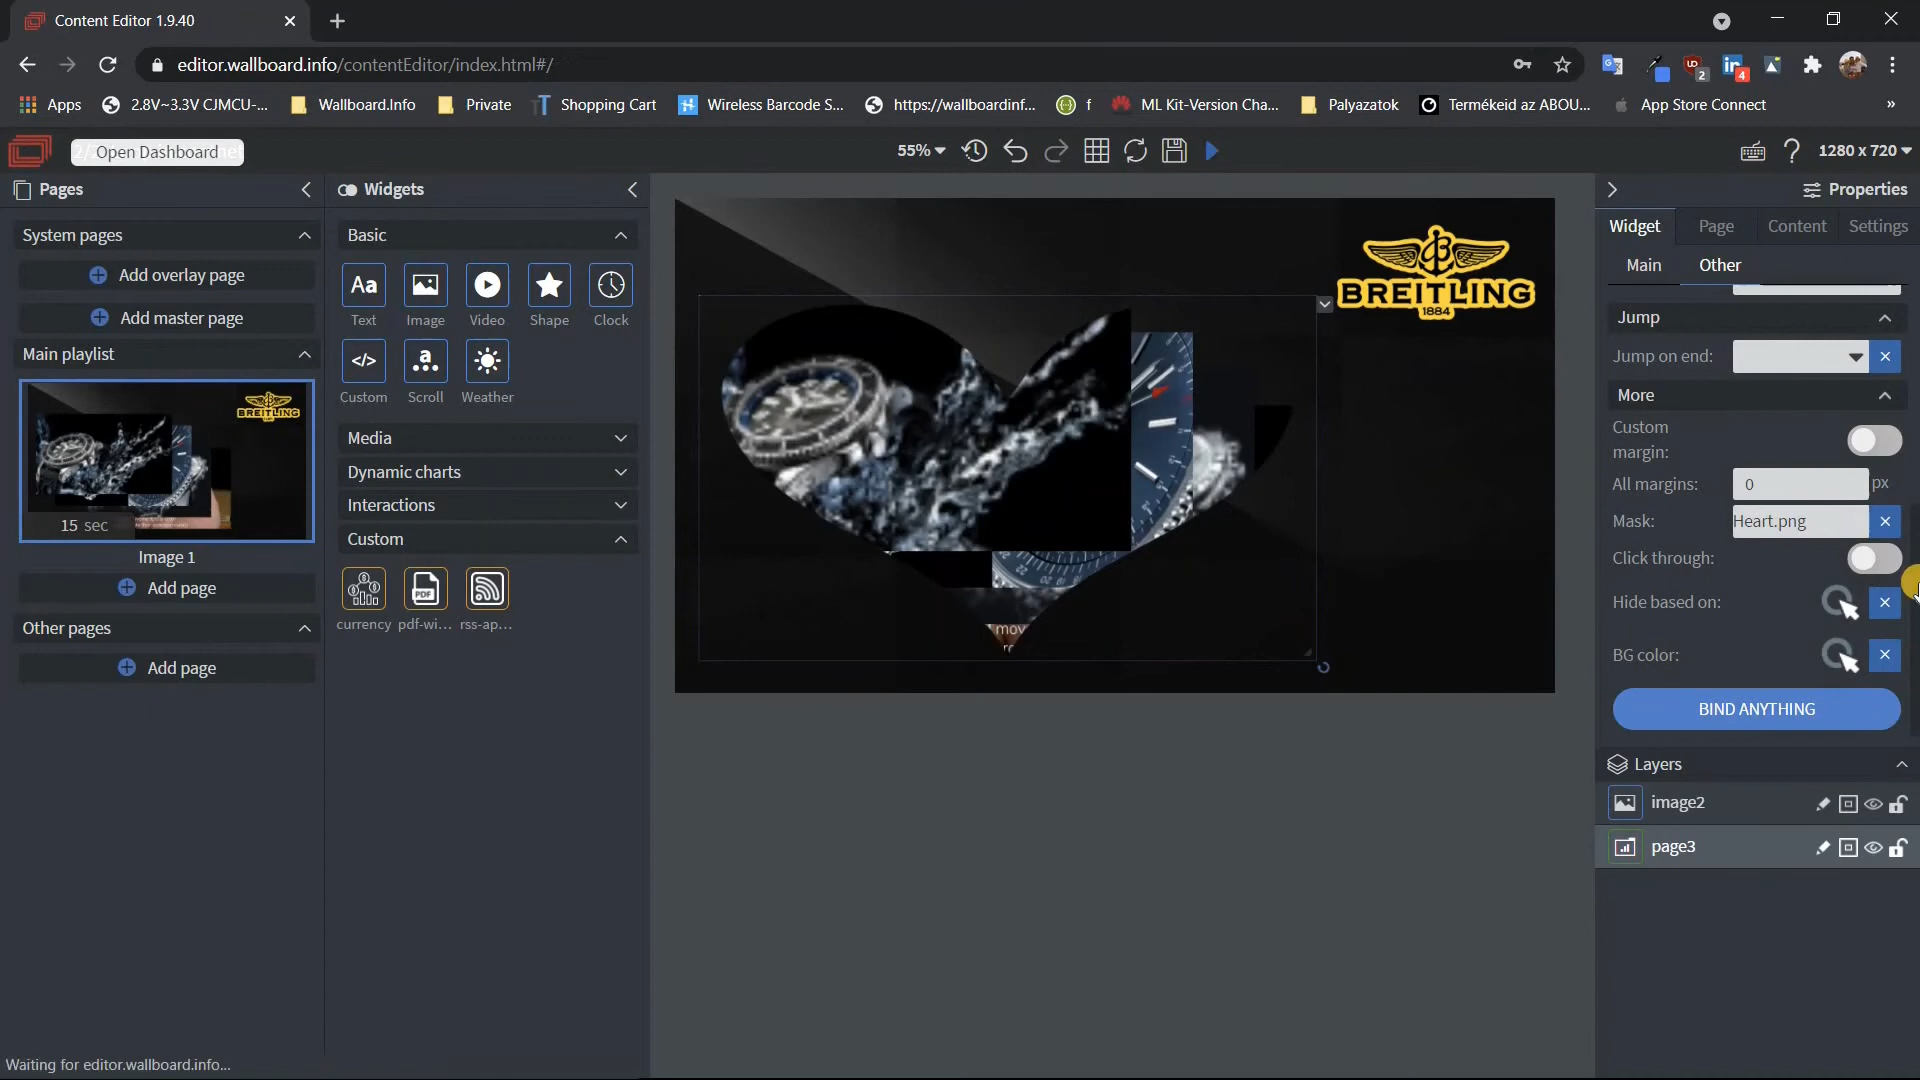 Content Editor 1.9.40
editor.wallboard.info/contentEditor/index.html#/
2
4
Apps
2.8V~3.3V CJMCU-...
Wallboard.Info
Private
Shopping Cart
Wireless Barcode S...
https://wallboardinf...
f
ML Kit-Version Cha...
Palyazatok
Termékeid az ABOU...
App Store Connect
»
Open Dashboard
55%
1280 x 720
Pages
Widgets
Properties
System pages
Add overlay page
Add master page
Main playlist
BREITLING
15 sec
Image 1
Add page
Other pages
Add page
Basic
Aa
Text
Image
Video
Shape
Clock
</>
a
Custom
Scroll
Weather
Media
Dynamic charts
Interactions
Custom
PDF
currency
pdf-wi...
rss-ap...
B
BREITLING
1884
mov
Widget
Page
Content
Settings
Main
Other
Jump
Jump on end:
More
Custom
margin:
All margins:
0
px
Mask:
Heart.png
Click through:
Hide based on:
BG color:
BIND ANYTHING
Layers
image2
page3
Waiting for editor.wallboard.info...